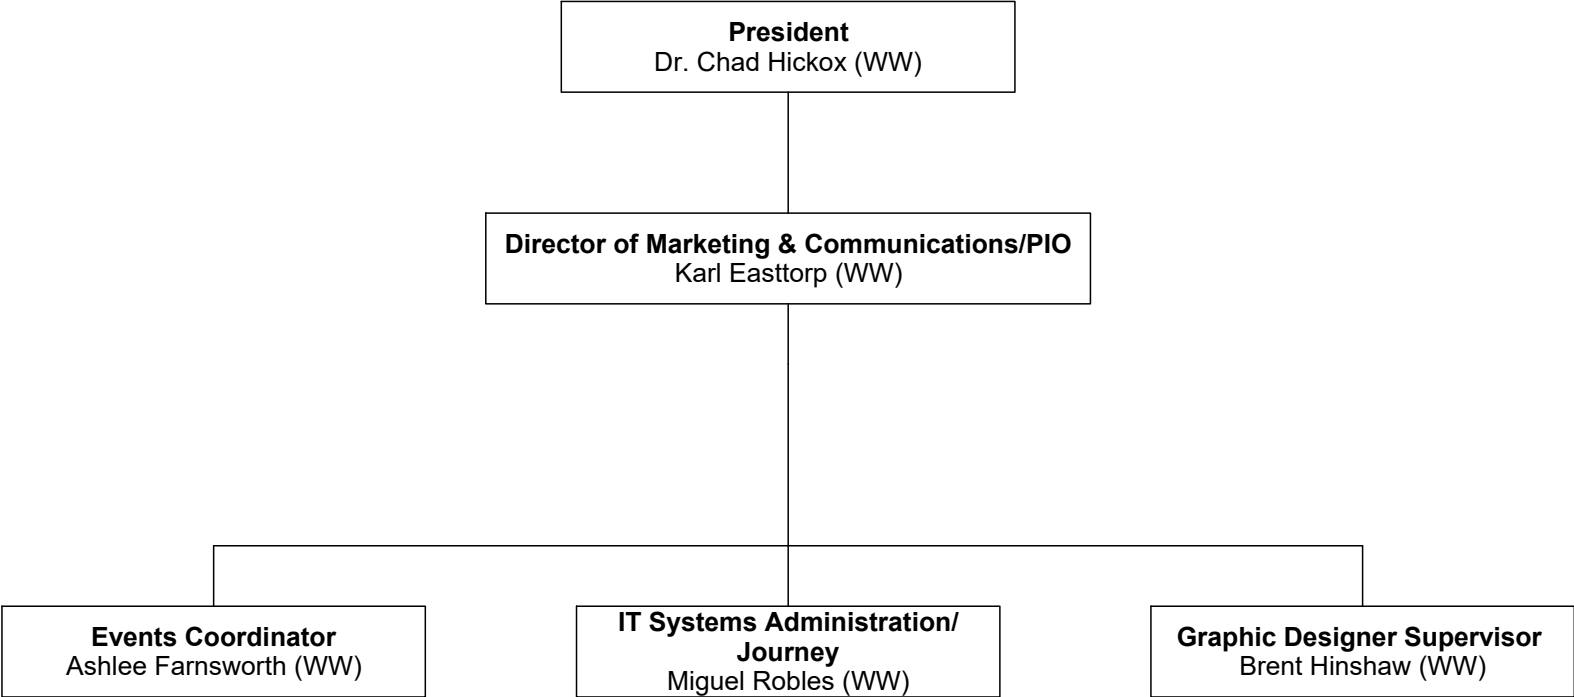 President
Dr. Chad Hickox (WW)
Director of Marketing & Communications/PIO
Karl Easttorp (WW)
Events Coordinator
Ashlee Farnsworth (WW)
IT Systems Administration/
Journey
Miguel Robles (WW)
Graphic Designer Supervisor
Brent Hinshaw (WW)